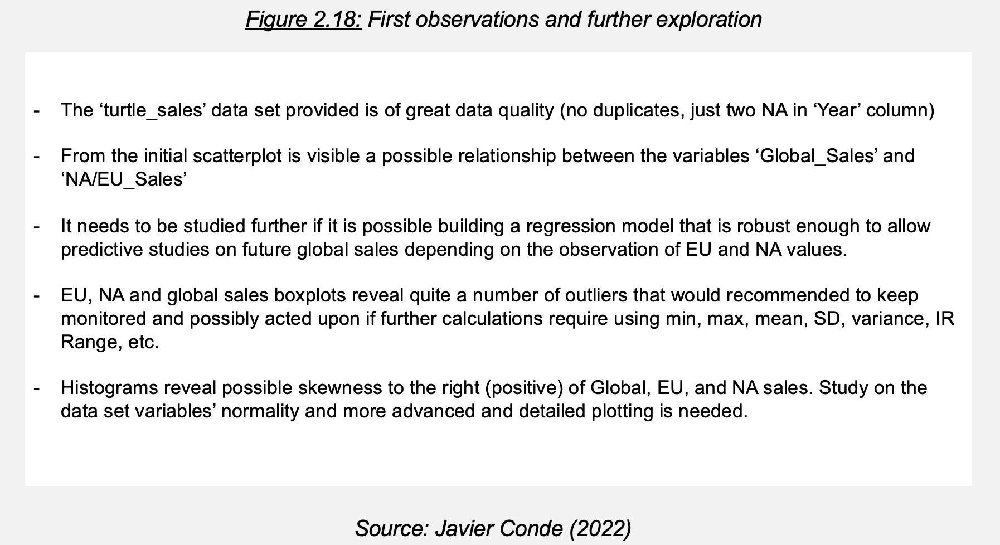 Figure 2.18: First observations and further exploration
- The ‘turtle_sales’ data set provided is of great data quality (no duplicates, just two NA in ‘Year’ column)
- From the initial scatterplot is visible a possible relationship between the variables ‘Global_Sales’ and
‘NA/EU_Sales’
- It needs to be studied further if it is possible building a regression model that is robust enough to allow
predictive studies on future global sales depending on the observation of EU and NA values.
- EU, NA and global sales boxplots reveal quite a number of outliers that would recommended to keep
monitored and possibly acted upon if further calculations require using min, max, mean, SD, variance, IR
Range, etc.
- Histograms reveal possible skewness to the right (positive) of Global, EU, and NA sales. Study on the
data set variables’ normality and more advanced and detailed plotting is needed.
Source: Javier Conde (2022)